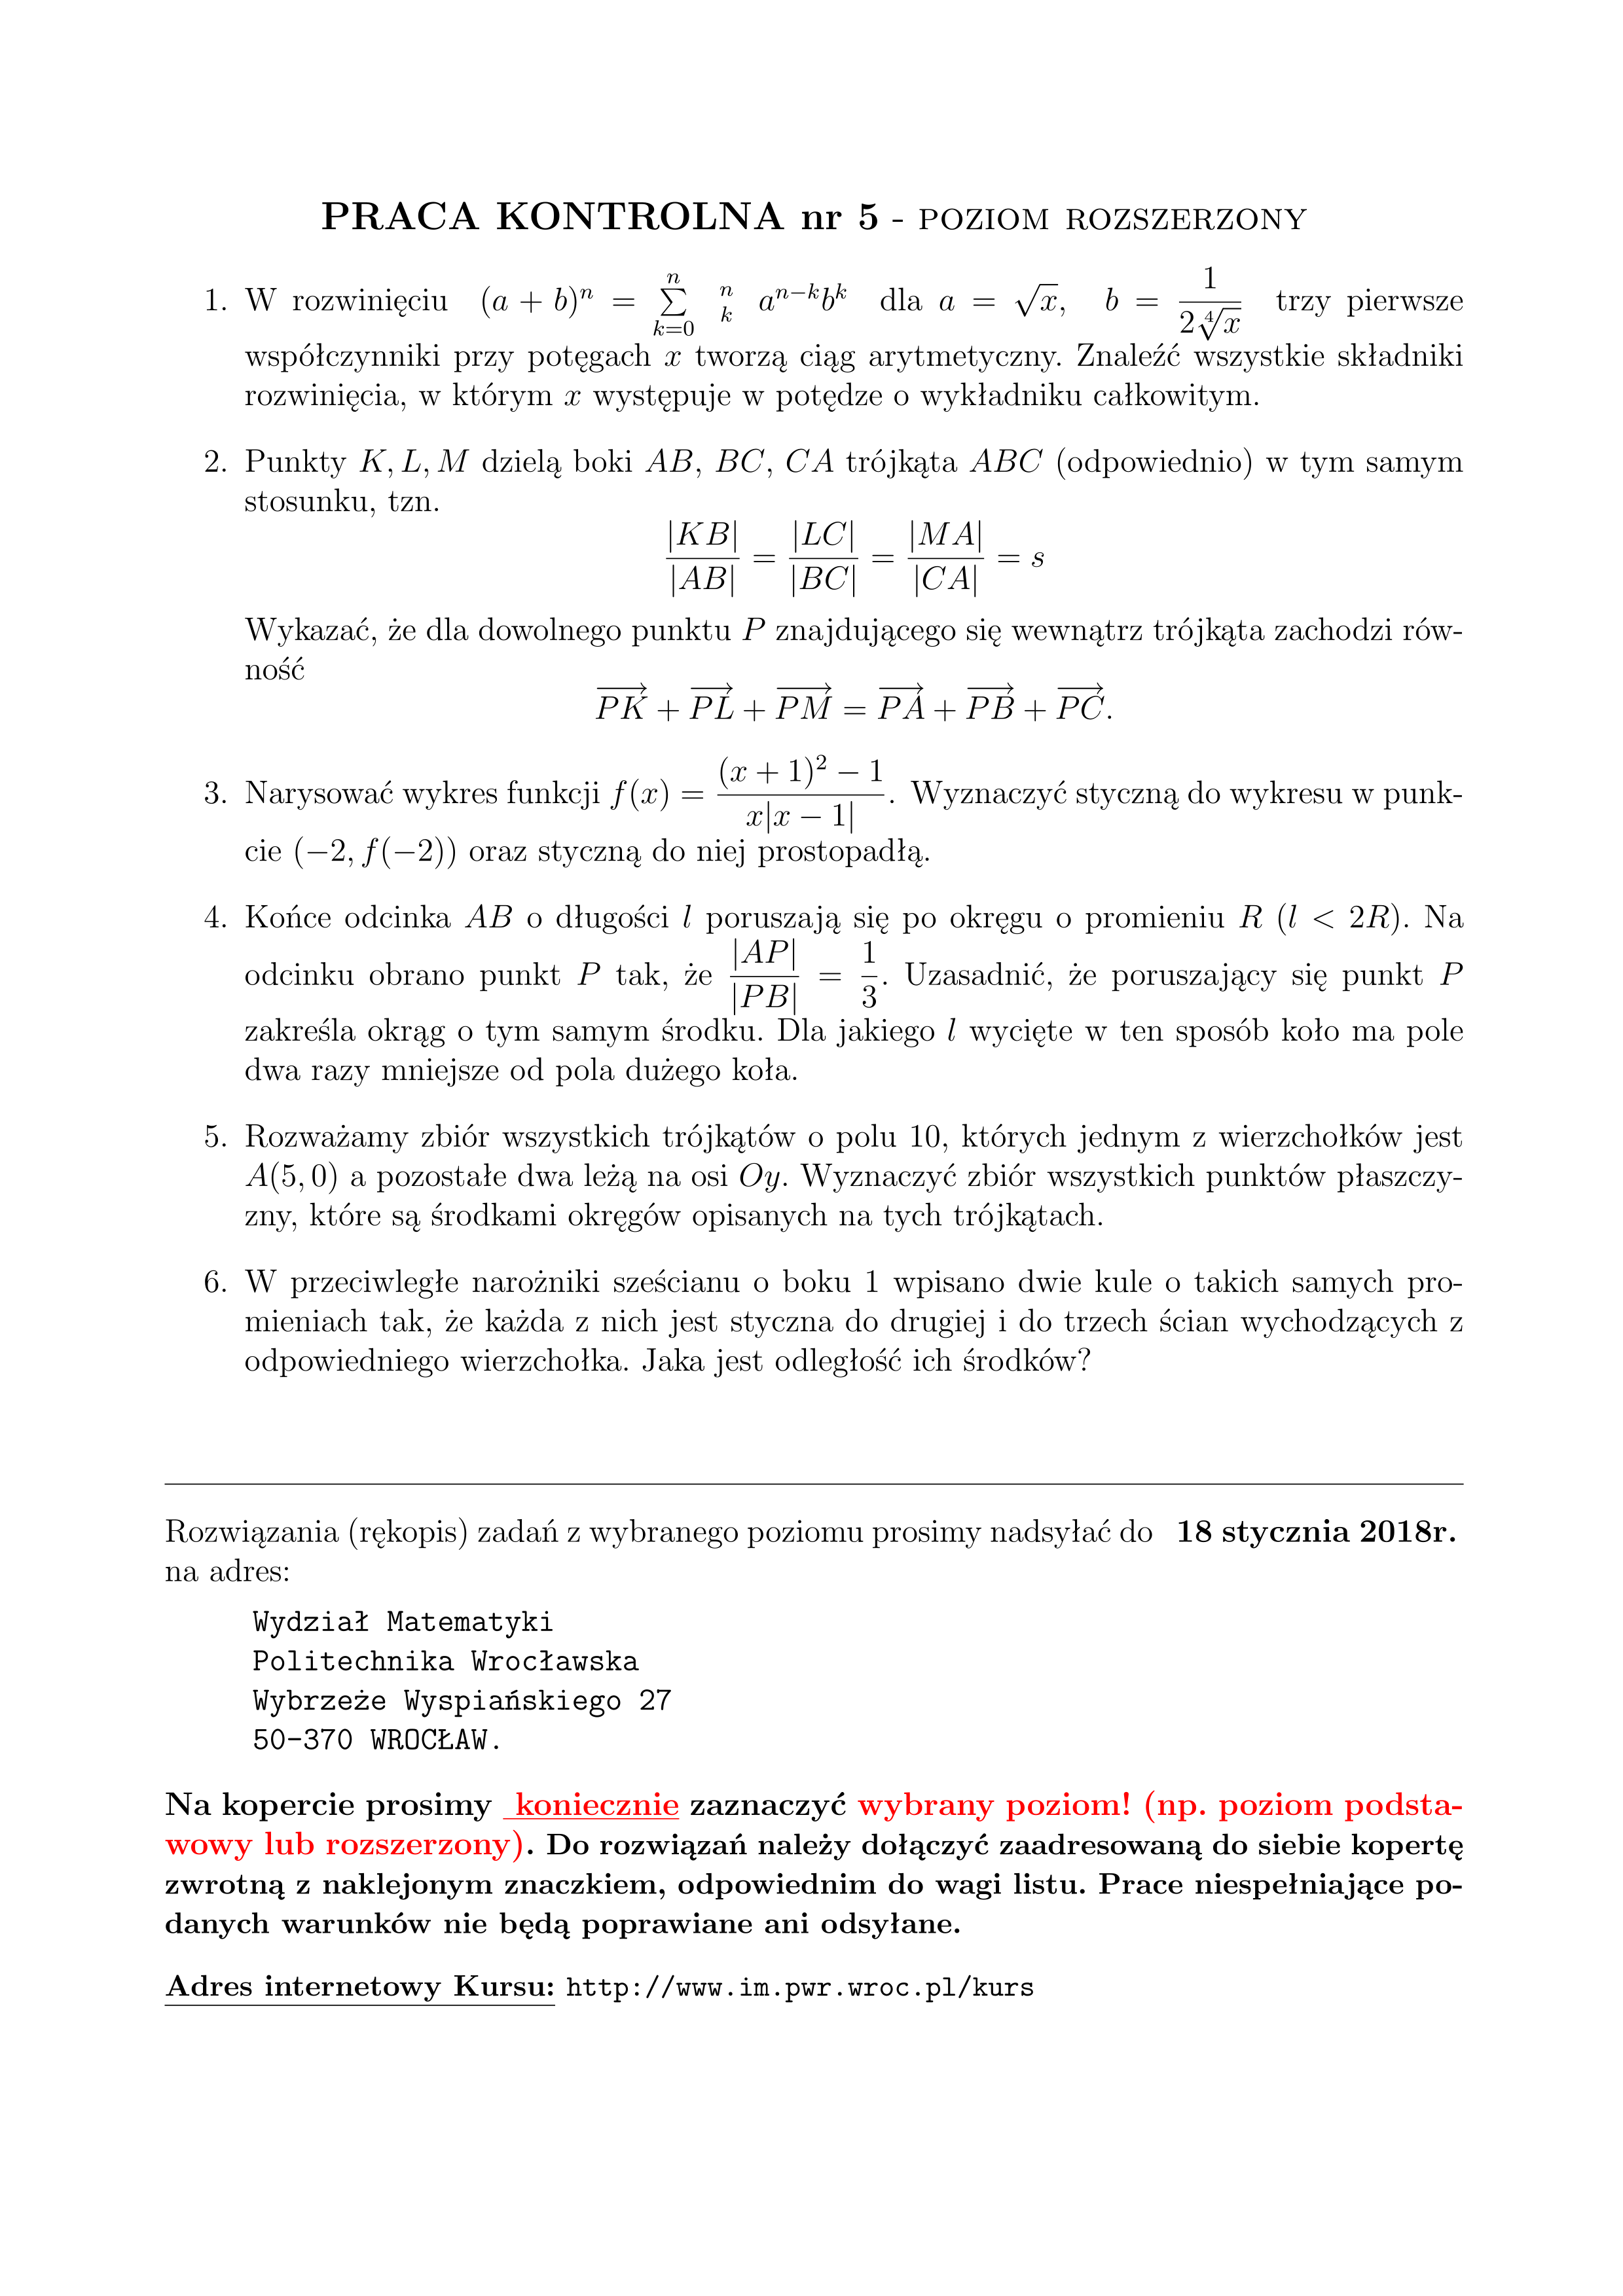 PRACA KONTROLNA nr 5 - POZIOM ROZSZERZONY
1. W rozwinięciu (a + b)^n = \sum_{k=0}^{n} {n \atop k} a^{n-k}b^k dla a = \sqrt{x}, b = \frac{1}{2\sqrt[4]{x}} trzy pierwsze
współczynniki przy potęgach x tworzą ciąg arytmetyczny. Znaleźć wszystkie składniki
rozwinięcia, w którym x występuje w potędze o wykładniku całkowitym.
2. Punkty K, L, M dzielą boki AB, BC, CA trójkąta ABC (odpowiednio) w tym samym
stosunku, tzn.
\frac{|KB|}{|AB|} = \frac{|LC|}{|BC|} = \frac{|MA|}{|CA|} = s
Wykazać, że dla dowolnego punktu P znajdującego się wewnątrz trójkąta zachodzi rów-
ność
\overrightarrow{PK} + \overrightarrow{PL} + \overrightarrow{PM} = \overrightarrow{PA} + \overrightarrow{PB} + \overrightarrow{PC}.
3. Narysować wykres funkcji f(x) = \frac{(x + 1)^2 - 1}{x|x - 1|}. Wyznaczyć styczną do wykresu w punk-
cie (−2, f(−2)) oraz styczną do niej prostopadłą.
4. Końce odcinka AB o długości l poruszają się po okręgu o promieniu R (l < 2R). Na
odcinku obrano punkt P tak, że \frac{|AP|}{|PB|} = \frac{1}{3}. Uzasadnić, że poruszający się punkt P
zakreśla okrąg o tym samym środku. Dla jakiego l wycięte w ten sposób koło ma pole
dwa razy mniejsze od pola dużego koła.
5. Rozważamy zbiór wszystkich trójkątów o polu 10, których jednym z wierzchołków jest
A(5, 0) a pozostałe dwa leżą na osi Oy. Wyznaczyć zbiór wszystkich punktów płaszczy-
zny, które są środkami okręgów opisanych na tych trójkątach.
6. W przeciwległe narożniki sześcianu o boku 1 wpisano dwie kule o takich samych pro-
mieniach tak, że każda z nich jest styczna do drugiej i do trzech ścian wychodzących z
odpowiedniego wierzchołka. Jaka jest odległość ich środków?
Rozwiązania (rękopis) zadań z wybranego poziomu prosimy nadsyłać do 18 stycznia 2018r.
na adres:
Wydział Matematyki
Politechnika Wrocławska
Wybrzeże Wyspiańskiego 27
50-370 WROCŁAW.
Na kopercie prosimy koniecznie zaznaczyć wybrany poziom! (np. poziom podsta-
wowy lub rozszerzony). Do rozwiązań należy dołączyć zaadresowaną do siebie kopertę
zwrotną z naklejonym znaczkiem, odpowiednim do wagi listu. Prace niespełniające po-
danych warunków nie będą poprawiane ani odsyłane.
Adres internetowy Kursu: http://www.im.pwr.wroc.pl/kurs